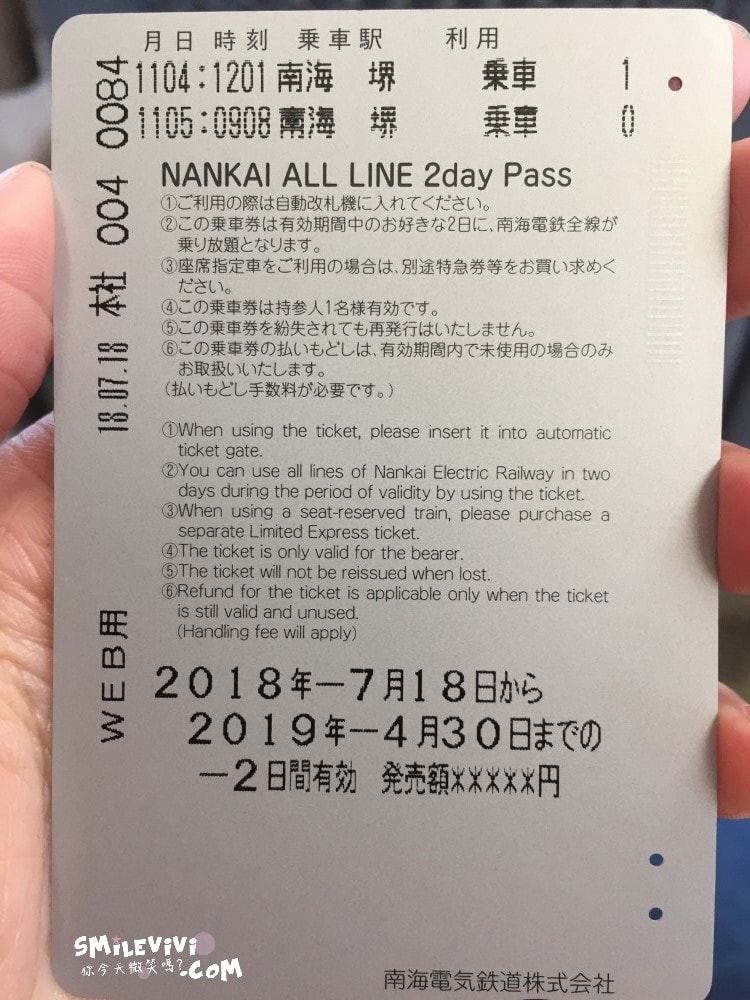 月日 時刻 乗車駅 利用
1104:1201 南海 堺 乗車 1
1105:0908 南海 堺 乗車 0
NANKAI ALL LINE 2day Pass
①ご利用の際は自動改札機に入れてください。
②この乗車券は有効期間中のお好きな2日に、南海電鉄全線が
乗り放題となります。
③座席指定車をご利用の場合は、別途特急券等をお買い求めく
ださい。
④この乗車券は持参人1名様有効です。
⑤この乗車券を紛失されても再発行はいたしません。
⑥この乗車券の払いもどしは、有効期間内で未使用の場合のみ
お取扱いいたします。
(払いもどし手数料が必要です。)
①When using the ticket, please insert it into automatic
ticket gate.
②You can use all lines of Nankai Electric Railway in two
days during the period of validity by using the ticket.
③When using a seat-reserved train, please purchase a
separate Limited Express ticket.
④The ticket is only valid for the bearer.
⑤The ticket will not be reissued when lost.
⑥Refund for the ticket is applicable only when the ticket
is still valid and unused.
(Handling fee will apply)
2018年-7月18日から
2019年-4月30日までの
-2日間有効 発売額*****円
WEB用 18.07.18 本社 004 0084
南海電気鉄道株式会社
SMiLEViVi
你今天微笑嗎?.COM